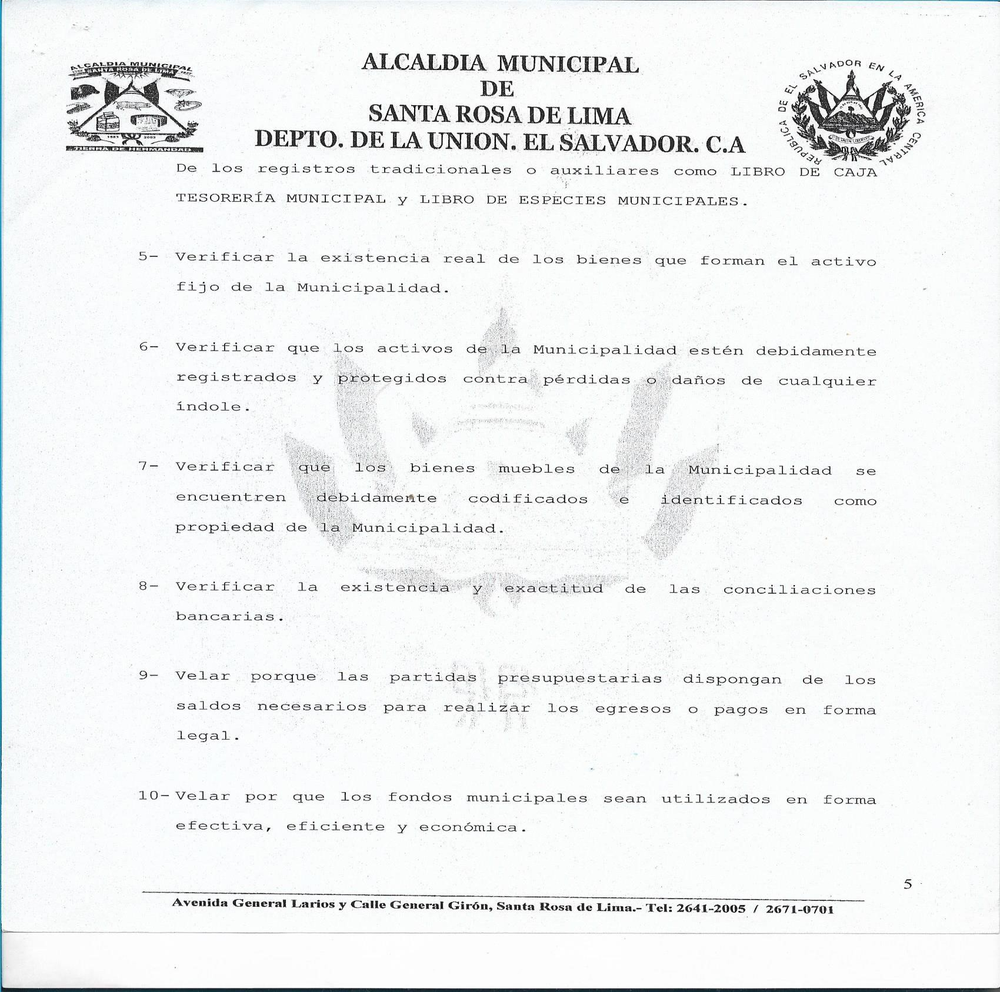 ALCALDIA MUNICIPAL
DE
SANTA ROSA DE LIMA
DEPTO. DE LA UNION. EL SALVADOR. C.A
ALCALDIA MUNICIPAL
SANTA ROSA DE LIMA
1583 2003
TIERRA DE HERMANDAD
REPUBLICA DE EL SALVADOR EN LA AMERICA CENTRAL
De los registros tradicionales o auxiliares como LIBRO DE CAJA
TESORERÍA MUNICIPAL y LIBRO DE ESPECIES MUNICIPALES.
5- Verificar la existencia real de los bienes que forman el activo
fijo de la Municipalidad.
6- Verificar que los activos de la Municipalidad estén debidamente
registrados y protegidos contra pérdidas o daños de cualquier
índole.
7- Verificar que los bienes muebles de la Municipalidad se
encuentren debidamente codificados e identificados como
propiedad de la Municipalidad.
8- Verificar la existencia y exactitud de las conciliaciones
bancarias.
9- Velar porque las partidas presupuestarias dispongan de los
saldos necesarios para realizar los egresos o pagos en forma
legal.
10- Velar por que los fondos municipales sean utilizados en forma
efectiva, eficiente y económica.
5
Avenida General Larios y Calle General Girón, Santa Rosa de Lima.- Tel: 2641-2005 / 2671-0701